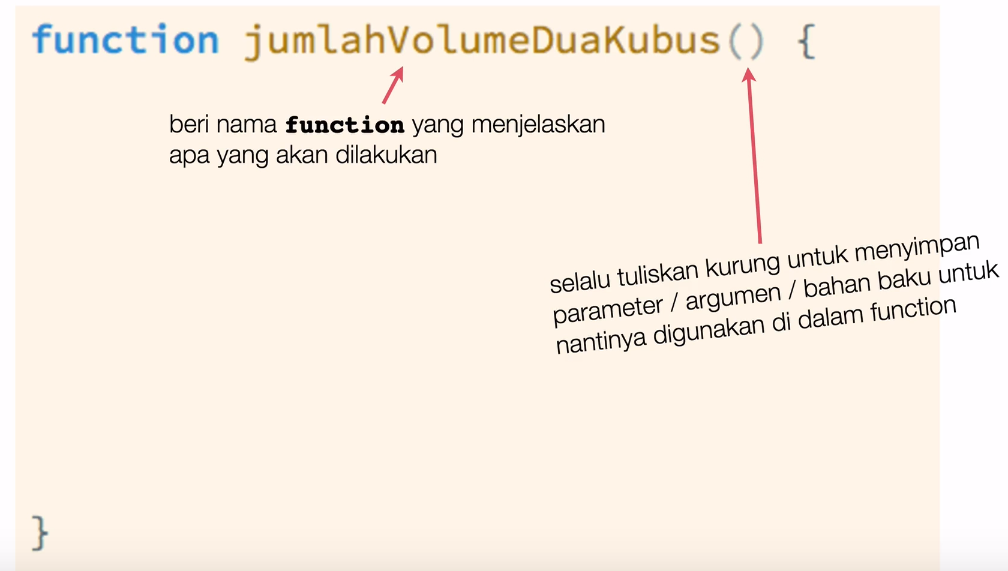 function jumlahVolumeDuaKubus() {
beri nama function yang menjelaskan
apa yang akan dilakukan
selalu tuliskan kurung untuk menyimpan
parameter / argumen / bahan baku untuk
nantinya digunakan di dalam function
}